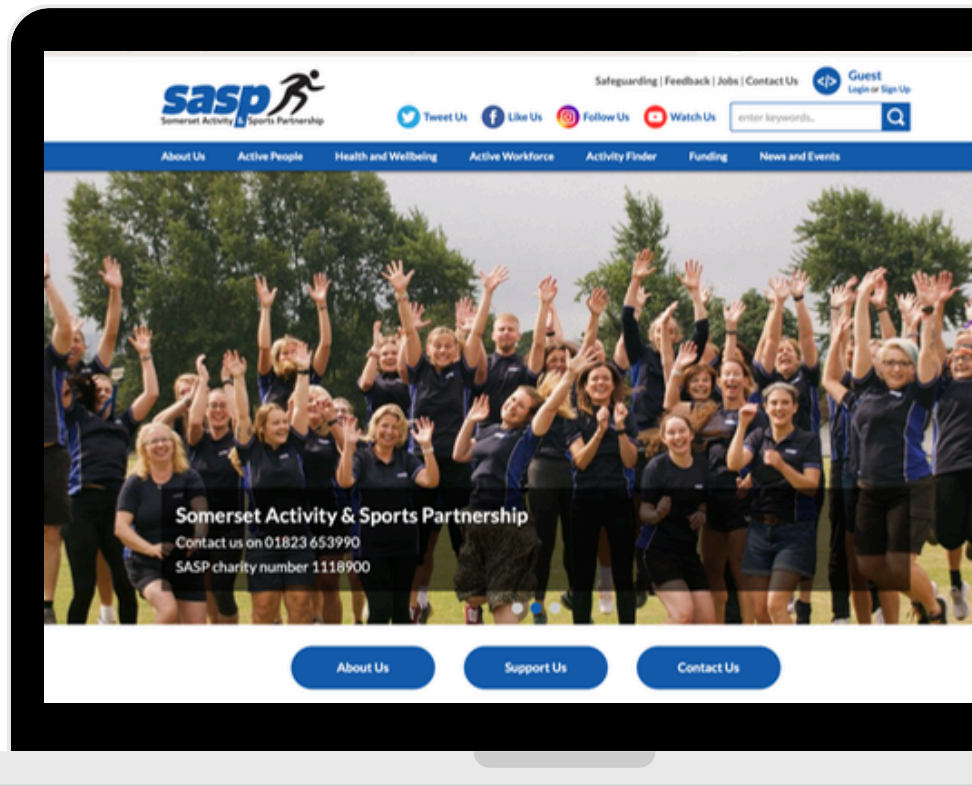 sasp
Somerset Activity & Sports Partnership
Safeguarding | Feedback | Jobs | Contact Us
Guest
Login or Sign Up
Tweet Us
Like Us
Follow Us
Watch Us
enter keywords..
About Us
Active People
Health and Wellbeing
Active Workforce
Activity Finder
Funding
News and Events
Somerset Activity & Sports Partnership
Contact us on 01823 653990
SASP charity number 1118900
About Us
Support Us
Contact Us